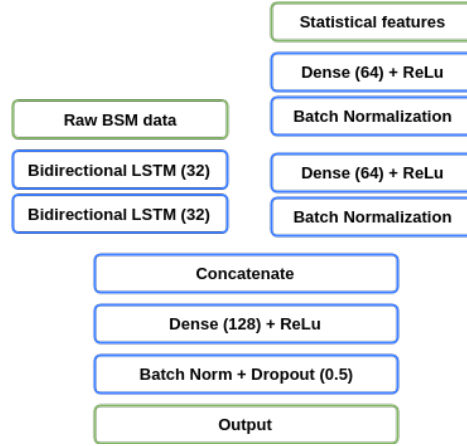 Statistical features
Dense (64) + ReLu
Batch Normalization
Dense (64) + ReLu
Batch Normalization
Raw BSM data
Bidirectional LSTM (32)
Bidirectional LSTM (32)
Concatenate
Dense (128) + ReLu
Batch Norm + Dropout (0.5)
Output